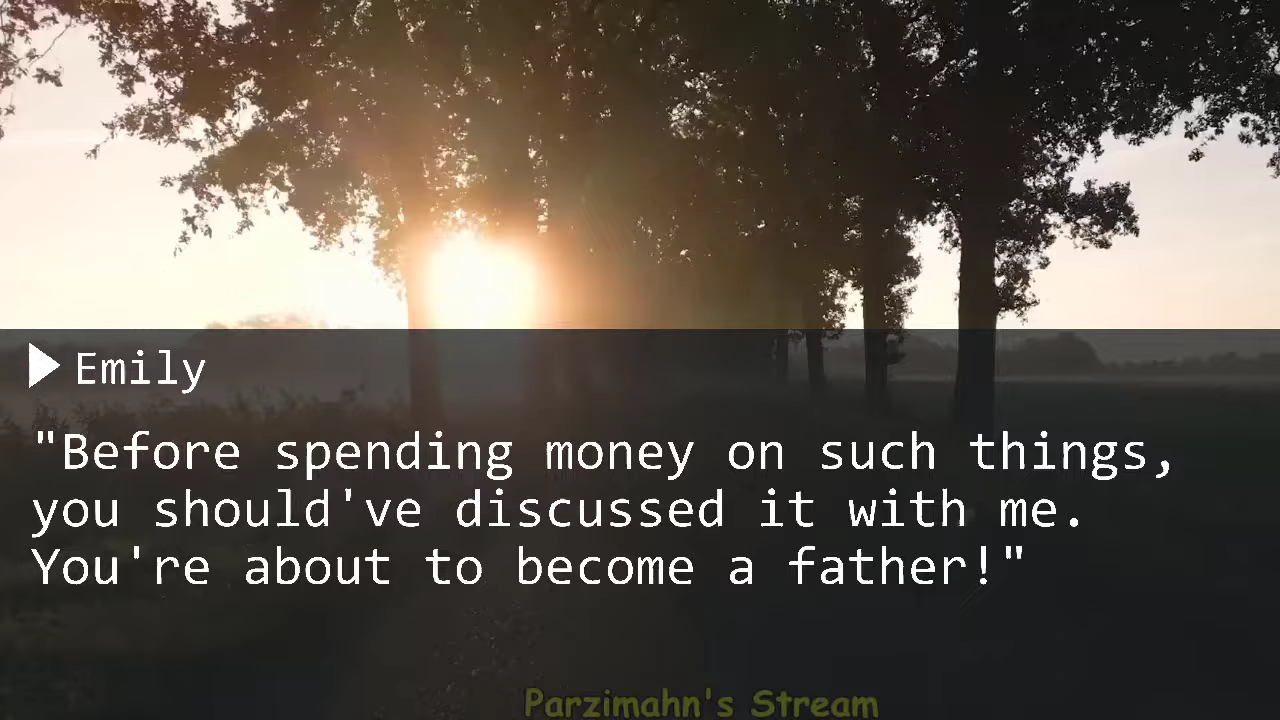 Emily
"Before spending money on such things,
you should've discussed it with me.
You're about to become a father!"
Parzimahn's Stream